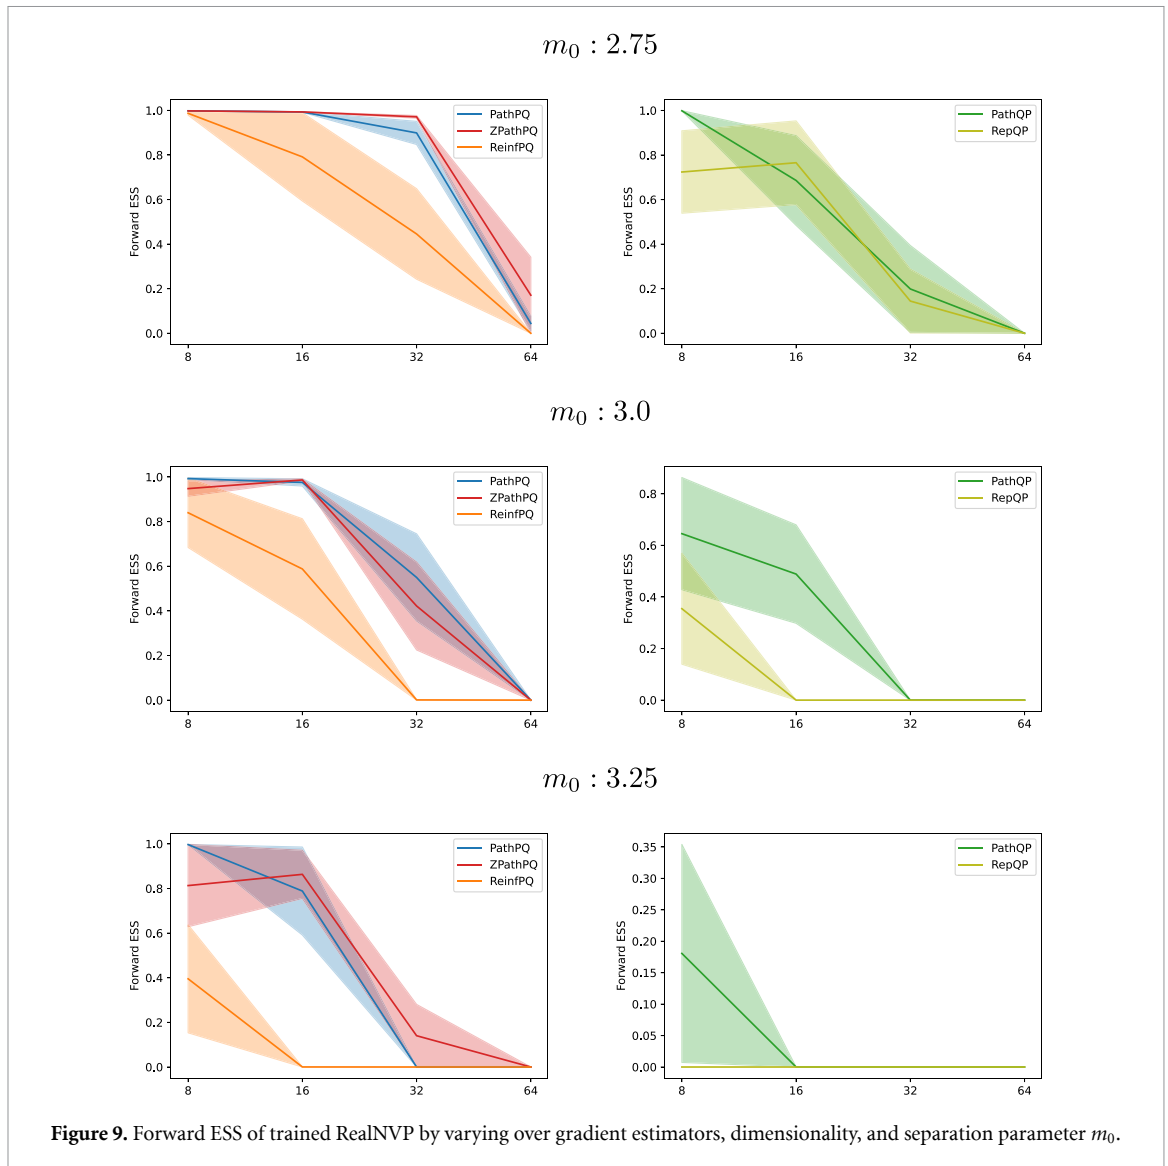 m₀ : 2.75
Forward ESS
1.0
0.8
0.6
0.4
0.2
0.0
8 16 32 64
PathPQ
ZPathPQ
ReinfPQ
Forward ESS
1.0
0.8
0.6
0.4
0.2
0.0
8 16 32 64
PathQP
RepQP
m₀ : 3.0
Forward ESS
1.0
0.8
0.6
0.4
0.2
0.0
8 16 32 64
PathPQ
ZPathPQ
ReinfPQ
Forward ESS
0.8
0.6
0.4
0.2
0.0
8 16 32 64
PathQP
RepQP
m₀ : 3.25
Forward ESS
1.0
0.8
0.6
0.4
0.2
0.0
8 16 32 64
PathPQ
ZPathPQ
ReinfPQ
Forward ESS
0.35
0.30
0.25
0.20
0.15
0.10
0.05
0.00
8 16 32 64
PathQP
RepQP
Figure 9. Forward ESS of trained RealNVP by varying over gradient estimators, dimensionality, and separation parameter m₀.